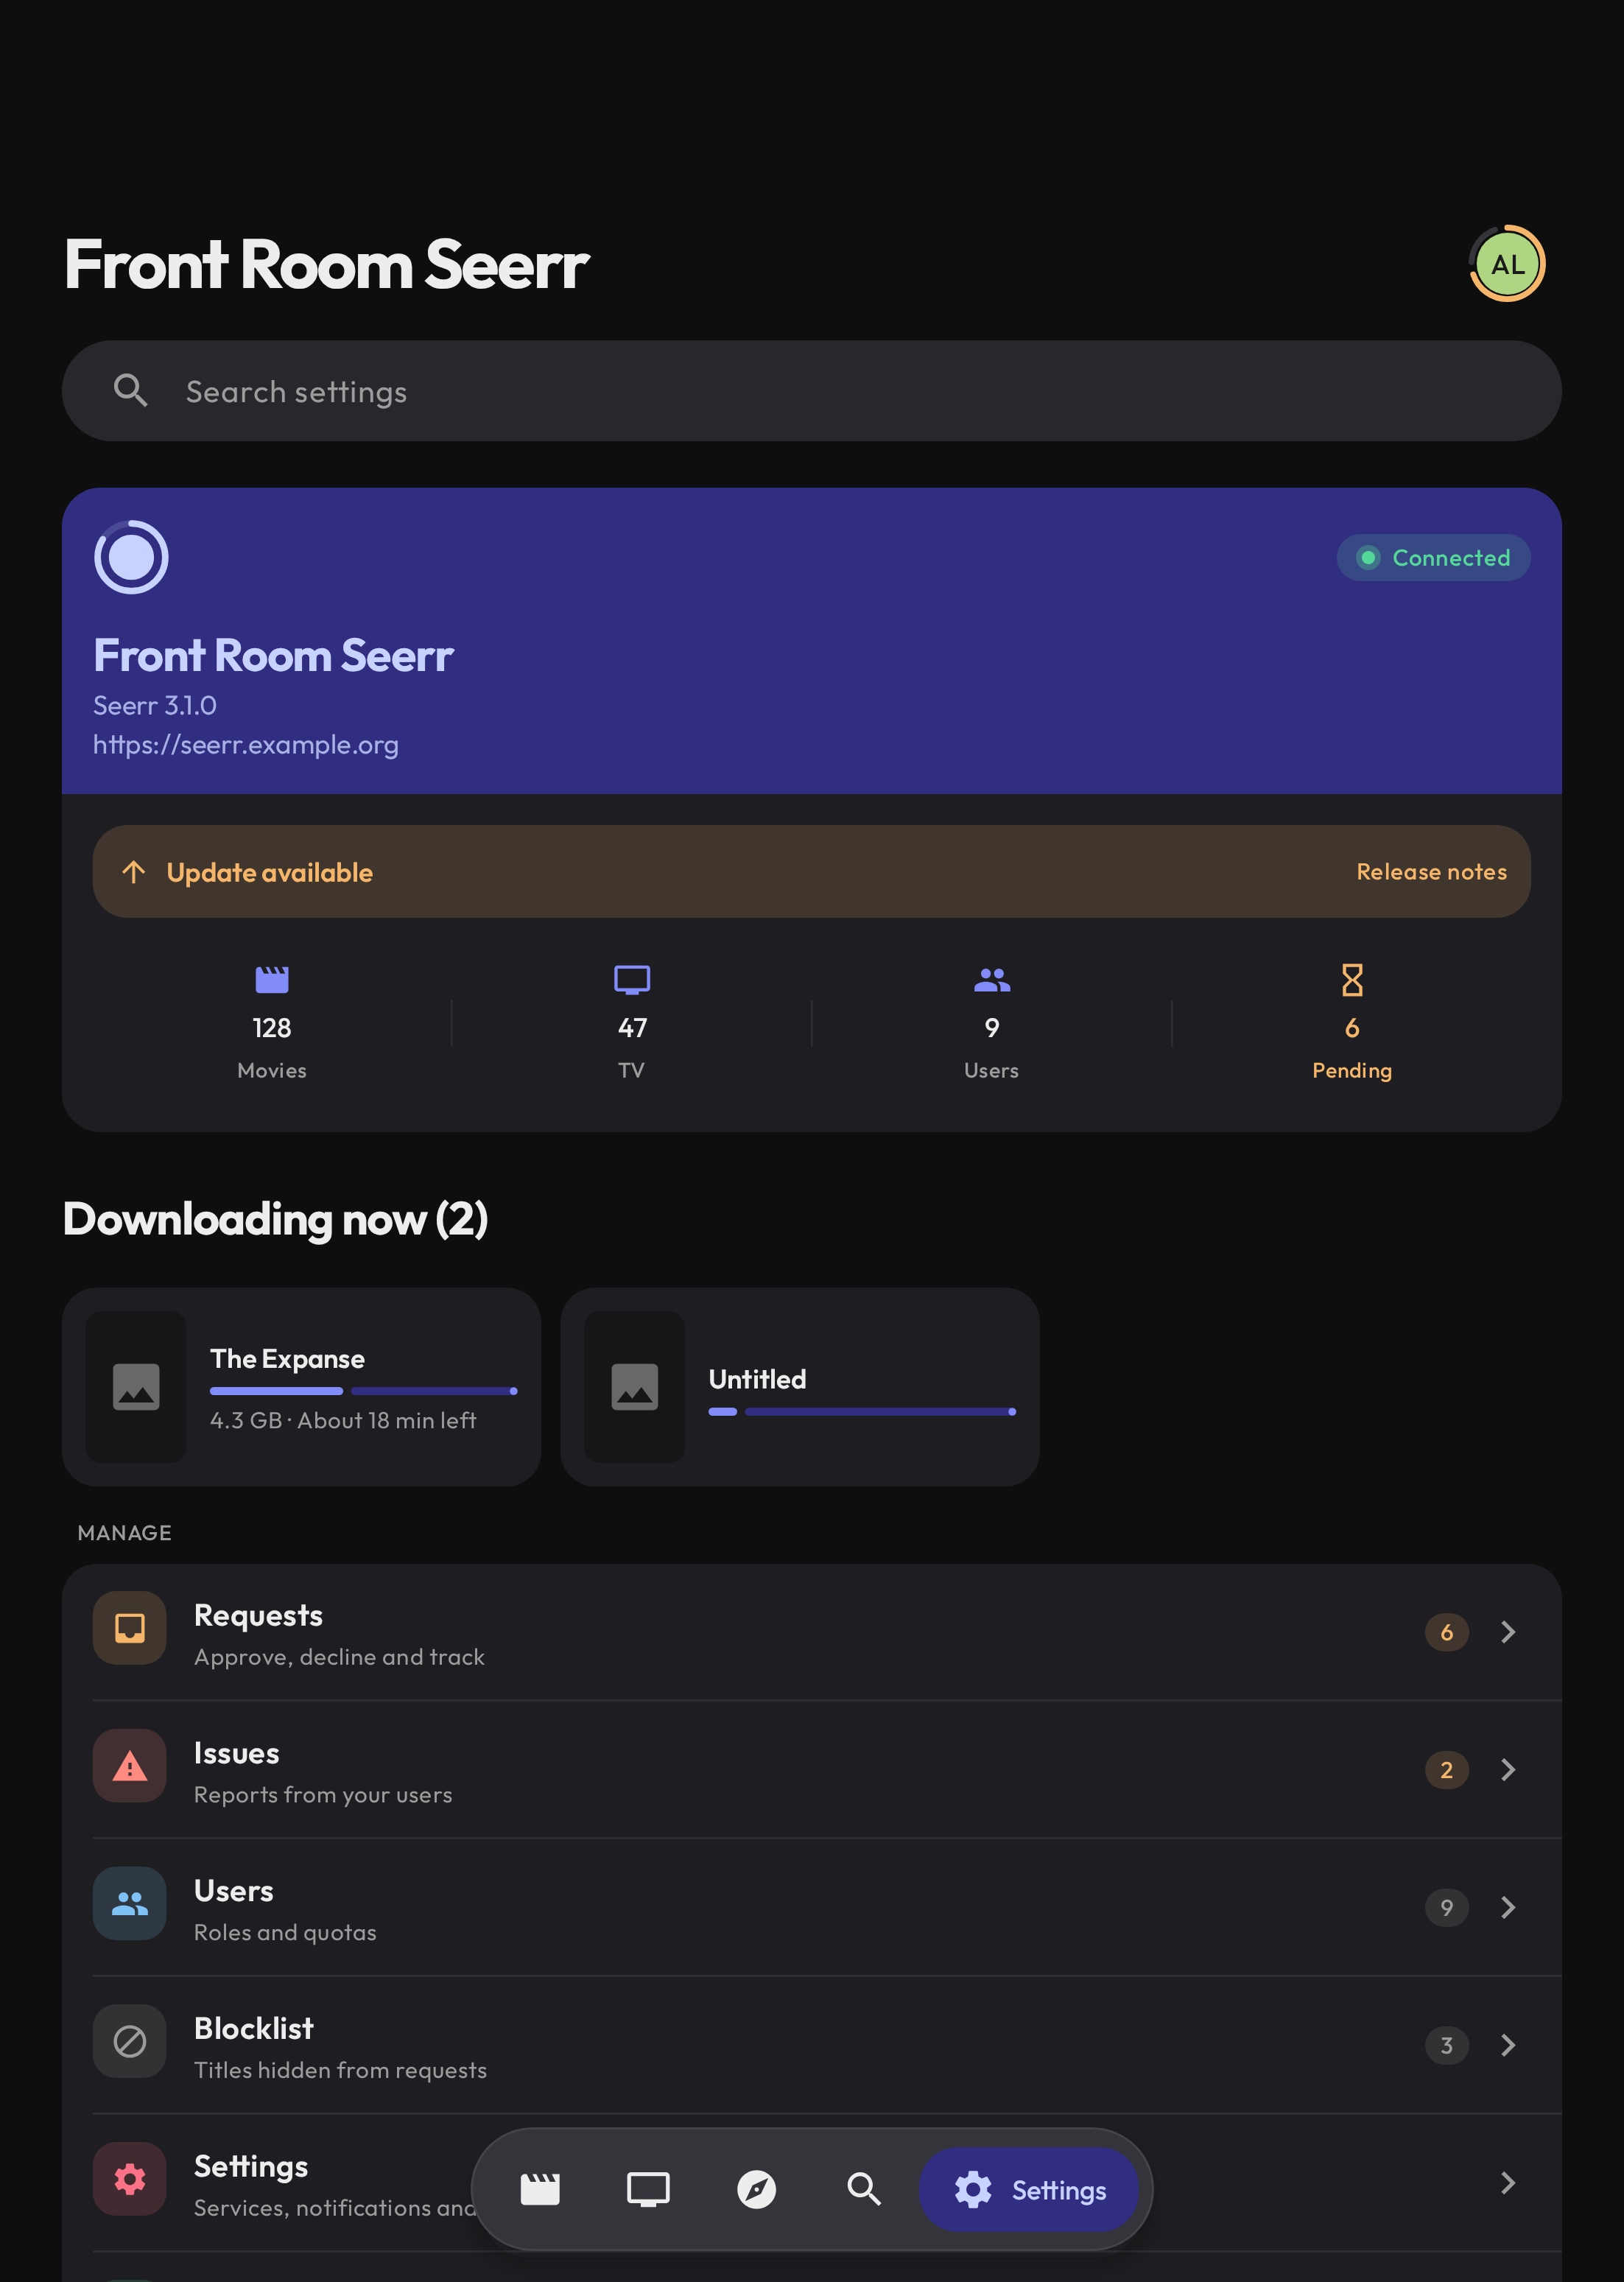 Front Room Seerr
AL
Search settings
Connected
Front Room Seerr
Seerr 3.1.0
https://seerr.example.org
Update available
Release notes
128
Movies
47
TV
9
Users
6
Pending
Downloading now (2)
The Expanse
4.3 GB · About 18 min left
Untitled
MANAGE
Requests
Approve, decline and track
6
Issues
Reports from your users
2
Users
Roles and quotas
9
Blocklist
Titles hidden from requests
3
Settings
Services, notifications and
Settings